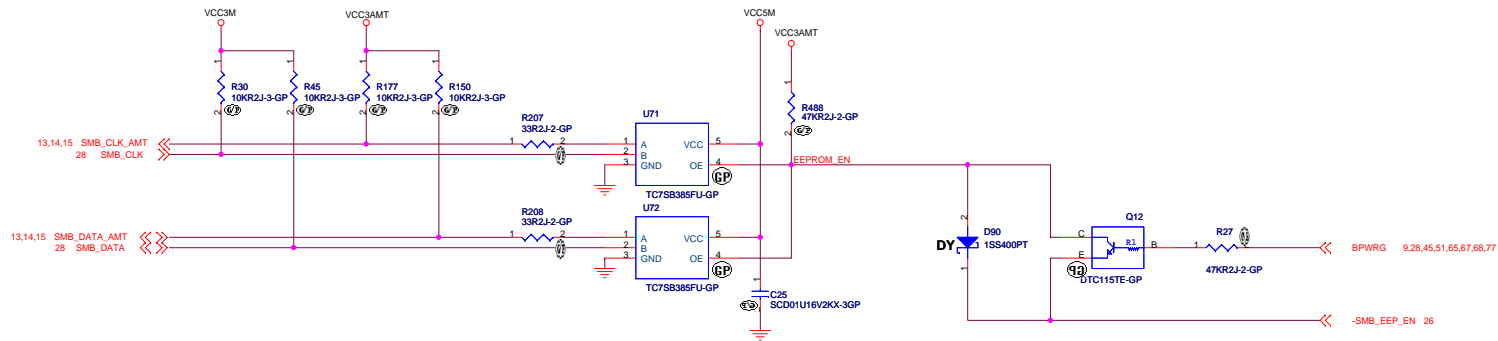 VCC3M
VCC3AMT
VCC5M
VCC3AMT
1
1
1
1
R30
10KR2J-3-GP
R45
10KR2J-3-GP
R177
10KR2J-3-GP
R150
10KR2J-3-GP
2
2
2
2
1
R488
47KR2J-2-GP
2
R207
33R2J-2-GP
U71
13,14,15 SMB_CLK_AMT
28 SMB_CLK
1
2
1
2
3
A
B
GND
VCC
OE
5
4
GP
TC7SB385FU-GP
EEPROM_EN
R208
33R2J-2-GP
U72
13,14,15 SMB_DATA_AMT
28 SMB_DATA
1
2
1
2
3
A
B
GND
VCC
OE
5
4
GP
TC7SB385FU-GP
1
C25
SCD01U16V2KX-3GP
2
DY
D90
1SS400PT
1
Q12
C
E
R1
B
DTC115TE-GP
1
R27
47KR2J-2-GP
BPWRG 9,28,45,51,65,67,68,77
-SMB_EEP_EN 26